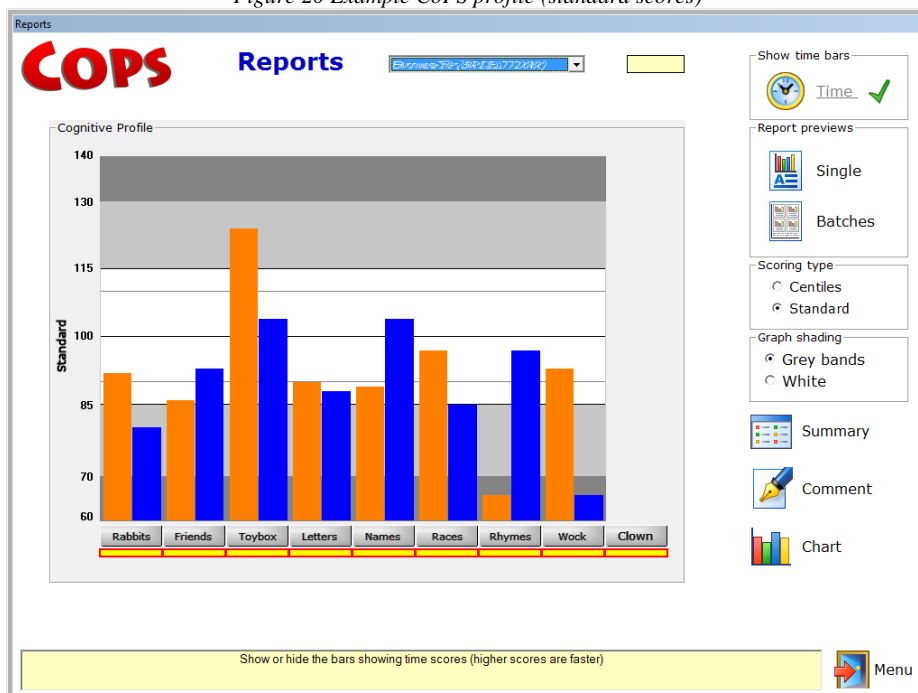 Figure 20 Example CoPS profile (standard scores)
Reports
COPS
Reports
Show time bars
Time
Report previews
Single
Batches
Scoring type
Centiles
Standard
Graph shading
Grey bands
White
Summary
Comment
Chart
Cognitive Profile
140
130
115
100
85
70
60
Standard
Rabbits Friends Toybox Letters Names Races Rhymes Wock Clown
Show or hide the bars showing time scores (higher scores are faster)
Menu